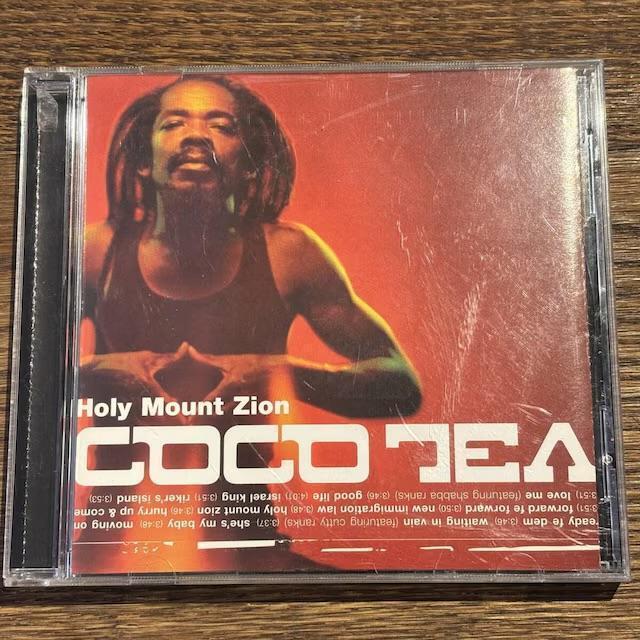 Holy Mount Zion
COCO TEA
ready fe dem (3:46) waiting in vain (featuring cutty ranks) (3:37) she's my baby (3:46) moving on
3:51) forward fe forward (3:50) new immigration law (3:48) holy mount zion (3:46) hurry up & come
3:51) love me (featuring shabba ranks) (3:46) good life (4:01) israel king (3:51) riker's island (3:53)